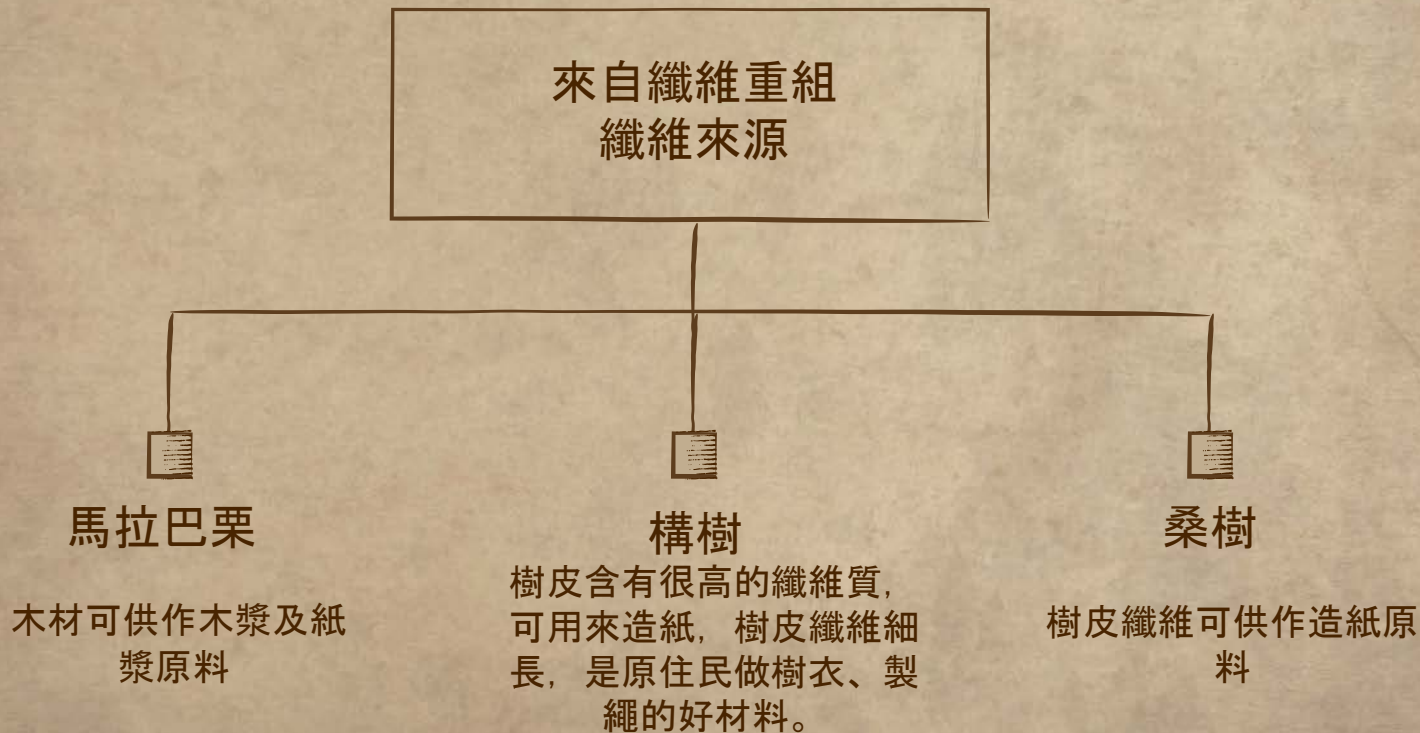 來自纖維重組
纖維來源
馬拉巴栗
木材可供作木漿及紙
漿原料
構樹
樹皮含有很高的纖維質，
可用來造紙，樹皮纖維細
長，是原住民做樹衣、製
繩的好材料。
桑樹
樹皮纖維可供作造紙原
料